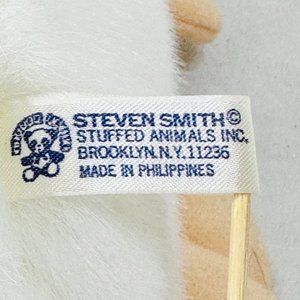 STEVEN SMITH©
STUFFED ANIMALS INC.
BROOKLYN.N.Y.11236
MADE IN PHILIPPINES